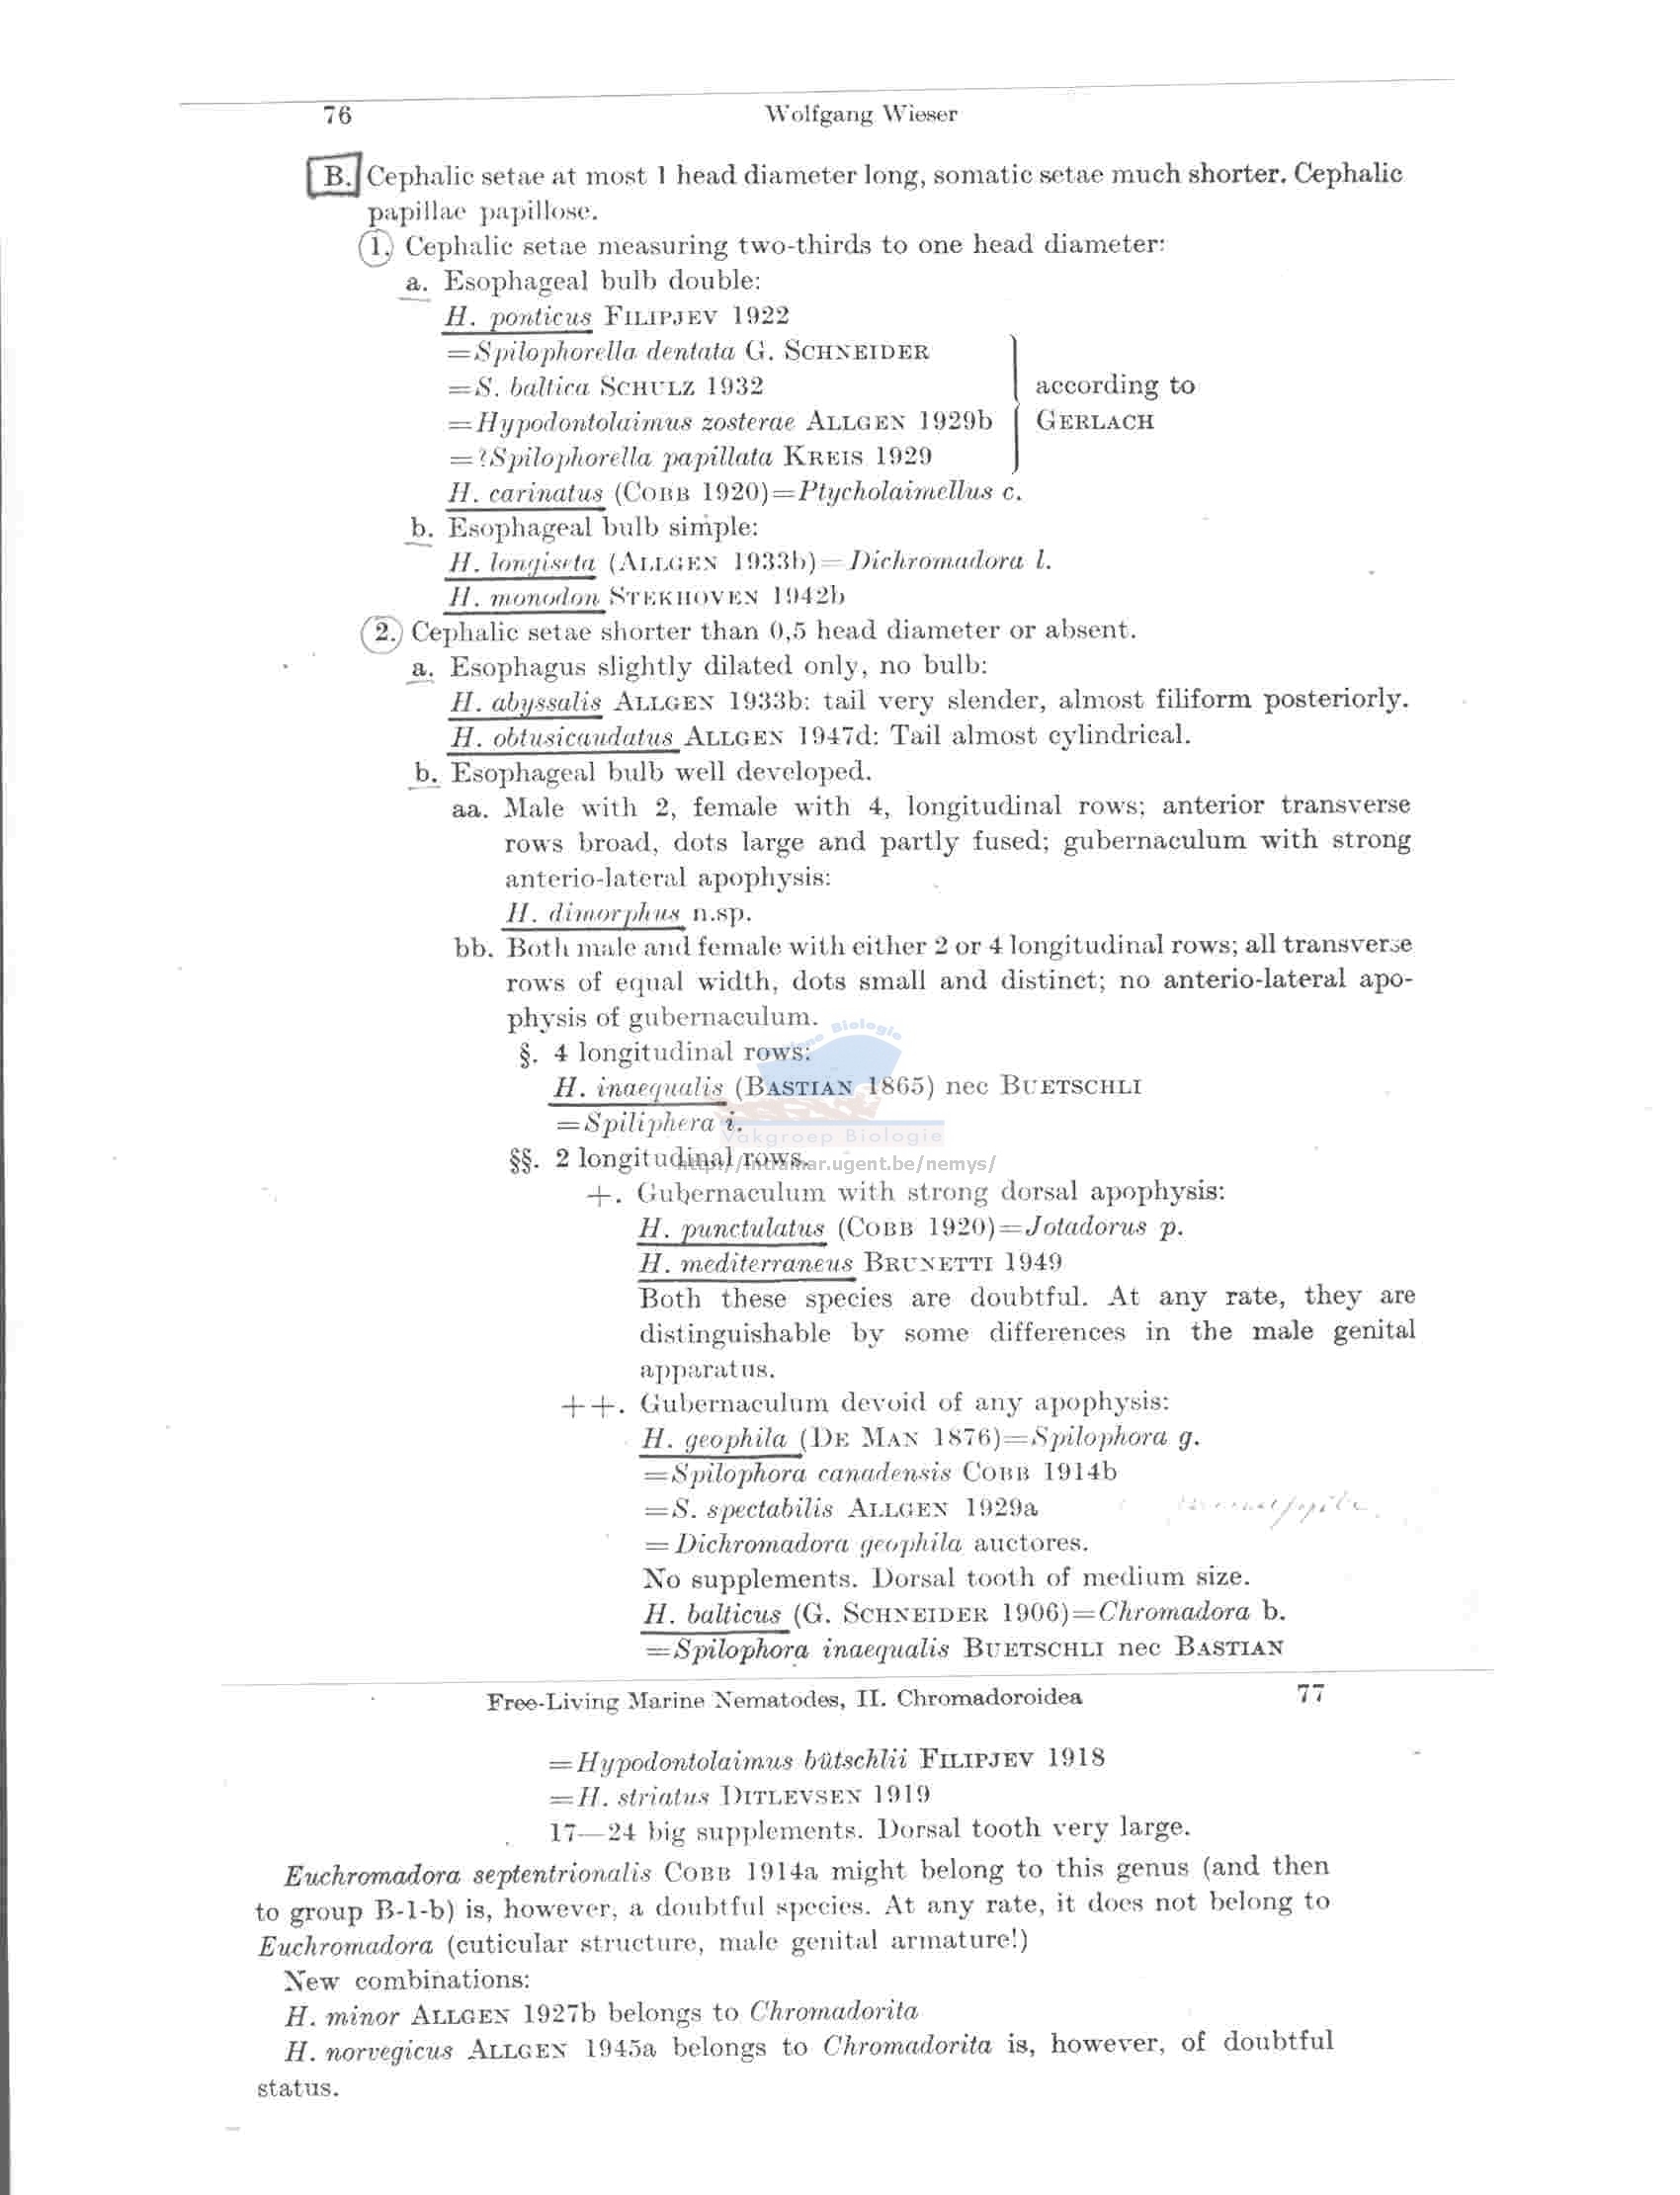 76
Wolfgang Wieser
B. Cephalic setae at most 1 head diameter long, somatic setae much shorter. Cephalic
papillae papillose.
1. Cephalic setae measuring two-thirds to one head diameter:
a. Esophageal bulb double:
H. ponticus FILIPJEV 1922
=Spilophorella dentata G. SCHNEIDER
=S. baltica SCHULZ 1932
according to
=Hypodontolaimus zosterae ALLGEN 1929b
GERLACH
=?Spilophorella papillata KREIS 1929
H. carinatus (COBB 1920)=Ptycholaimellus c.
b. Esophageal bulb simple:
H. longiseta (ALLGEN 1933b)=Dichromadora l.
H. monodon STEKHOVEN 1942b
2. Cephalic setae shorter than 0,5 head diameter or absent.
a. Esophagus slightly dilated only, no bulb:
H. abyssalis ALLGEN 1933b: tail very slender, almost filiform posteriorly.
H. obtusicaudatus ALLGEN 1947d: Tail almost cylindrical.
b. Esophageal bulb well developed.
aa. Male with 2, female with 4, longitudinal rows; anterior transverse
rows broad, dots large and partly fused; gubernaculum with strong
anterio-lateral apophysis:
H. dimorphus n.sp.
bb. Both male and female with either 2 or 4 longitudinal rows; all transverse
rows of equal width, dots small and distinct; no anterio-lateral apo-
physis of gubernaculum.
Biologie
§. 4 longitudinal rows:
H. inaequalis (BASTIAN 1865) nec BUETSCHLI
=Spiliphera i.
Vakgroep Biologie
§§. 2 longitudinal rows.
http://intramar.ugent.be/nemys/
+. Gubernaculum with strong dorsal apophysis:
H. punctulatus (COBB 1920)=Jotadorus p.
H. mediterraneus BRUNETTI 1949
Both these species are doubtful. At any rate, they are
distinguishable by some differences in the male genital
apparatus.
++. Gubernaculum devoid of any apophysis:
H. geophila (DE MAN 1876)=Spilophora g.
=Spilophora canadensis COBB 1914b
=S. spectabilis ALLGEN 1929a
=Dichromadora geophila auctores.
No supplements. Dorsal tooth of medium size.
H. balticus (G. SCHNEIDER 1906)=Chromadora b.
=Spilophora inaequalis BUETSCHLI nec BASTIAN
Free-Living Marine Nematodes, II. Chromadoroidea
77
=Hypodontolaimus bütschlii FILIPJEV 1918
=H. striatus DITLEVSEN 1919
17—24 big supplements. Dorsal tooth very large.
Euchromadora septentrionalis COBB 1914a might belong to this genus (and then
to group B-1-b) is, however, a doubtful species. At any rate, it does not belong to
Euchromadora (cuticular structure, male genital armature!)
New combinations:
H. minor ALLGEN 1927b belongs to Chromadorita
H. norvegicus ALLGEN 1945a belongs to Chromadorita is, however, of doubtful
status.